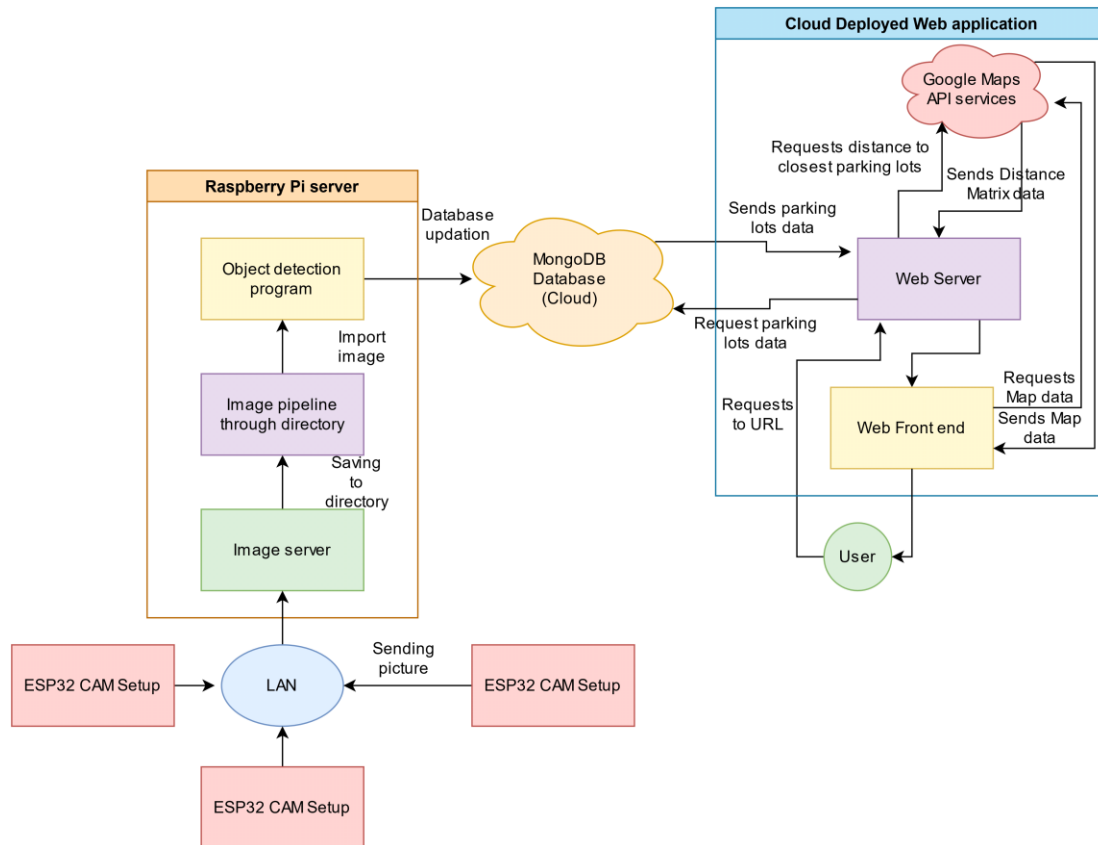 Cloud Deployed Web application
Google Maps
API services
Requests distance to
closest parking lots
Sends Distance
Matrix data
Raspberry Pi server
Database
updation
Sends parking
lots data
Object detection
program
MongoDB
Database
(Cloud)
Web Server
Request parking
lots data
Import
image
Image pipeline
through directory
Requests
to URL
Requests
Map data
Sends Map
data
Web Front end
Saving
to
directory
Image server
User
Sending
picture
ESP32 CAM Setup
LAN
ESP32 CAM Setup
ESP32 CAM Setup